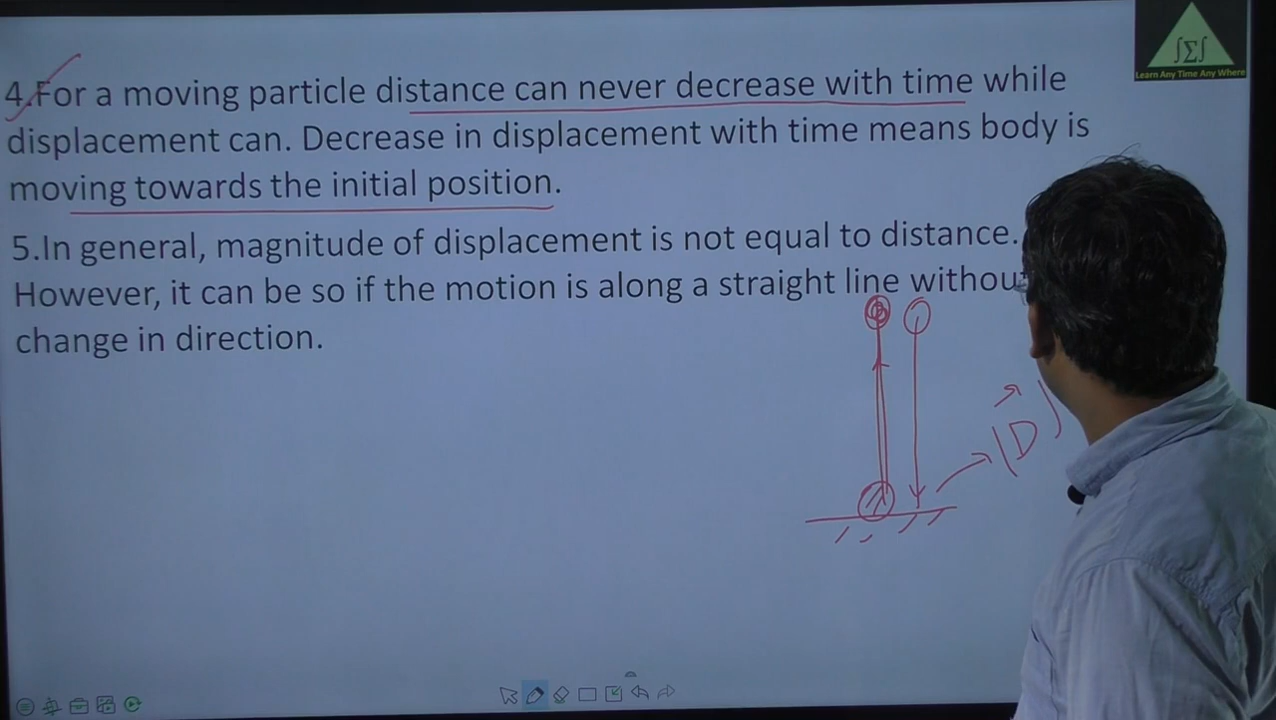 ∫Σ∫
Learn Any Time Any Where
4.For a moving particle distance can never decrease with time while
displacement can. Decrease in displacement with time means body is
moving towards the initial position.
5.In general, magnitude of displacement is not equal to distance.
However, it can be so if the motion is along a straight line
change in direction.
|D|